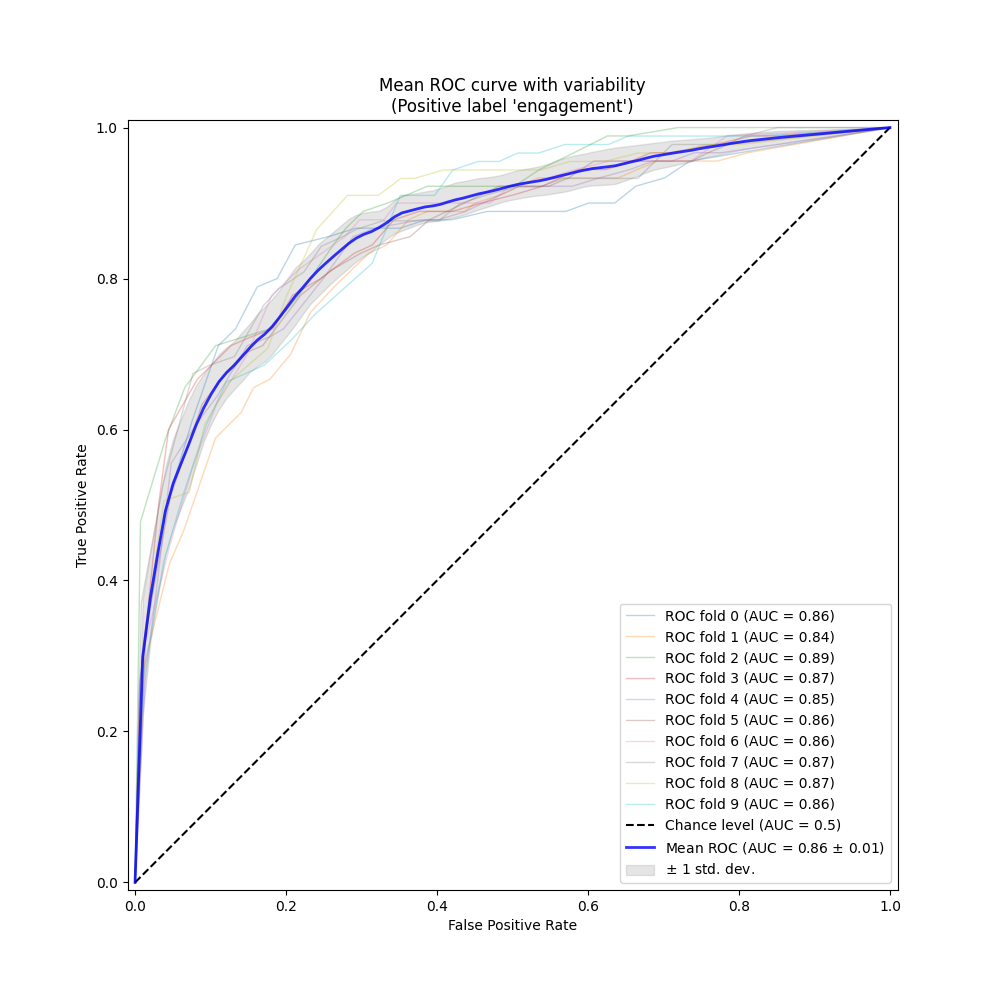 Mean ROC curve with variability
(Positive label 'engagement')
True Positive Rate
1.0
0.8
0.6
0.4
0.2
0.0
0.0 0.2 0.4 0.6 0.8 1.0
False Positive Rate
ROC fold 0 (AUC = 0.86)
ROC fold 1 (AUC = 0.84)
ROC fold 2 (AUC = 0.89)
ROC fold 3 (AUC = 0.87)
ROC fold 4 (AUC = 0.85)
ROC fold 5 (AUC = 0.86)
ROC fold 6 (AUC = 0.86)
ROC fold 7 (AUC = 0.87)
ROC fold 8 (AUC = 0.87)
ROC fold 9 (AUC = 0.86)
Chance level (AUC = 0.5)
Mean ROC (AUC = 0.86 ± 0.01)
± 1 std. dev.